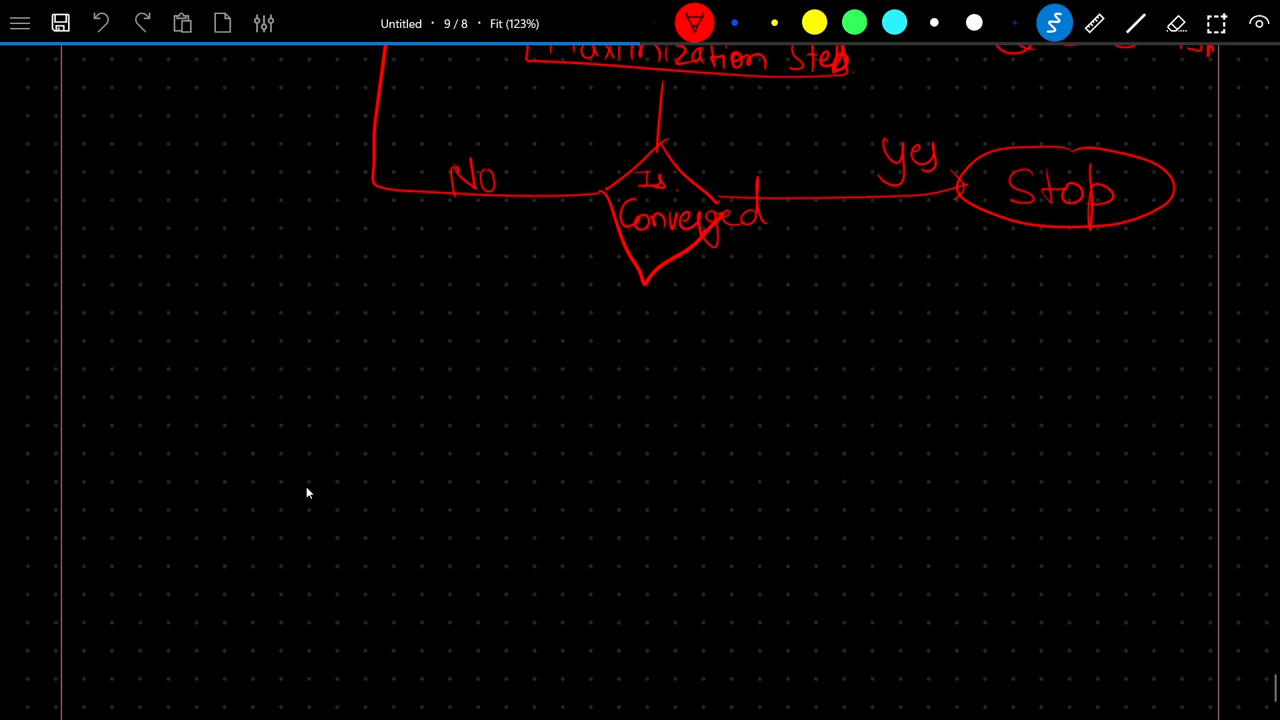 Untitled • 9 / 8 • Fit (123%)
Maximization Step
Yes
No
Is
Converged
Stop